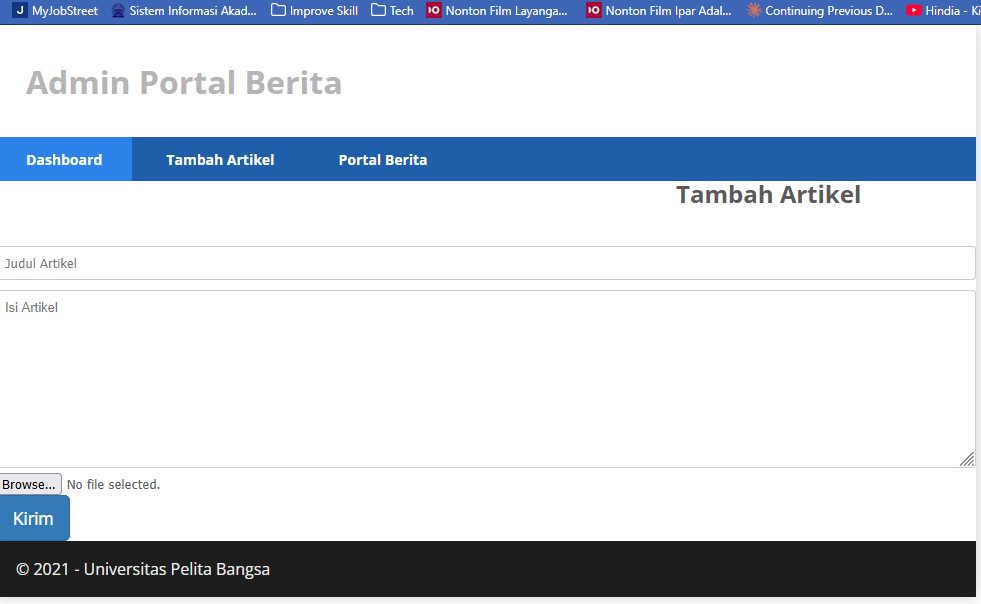 MyJobStreet Sistem Informasi Akad... Improve Skill Tech Nonton Film Layanga... Nonton Film Ipar Adal... Continuing Previous D... Hindia - Ki
Admin Portal Berita
Dashboard Tambah Artikel Portal Berita
Tambah Artikel
Judul Artikel
Isi Artikel
Browse... No file selected.
Kirim
© 2021 - Universitas Pelita Bangsa